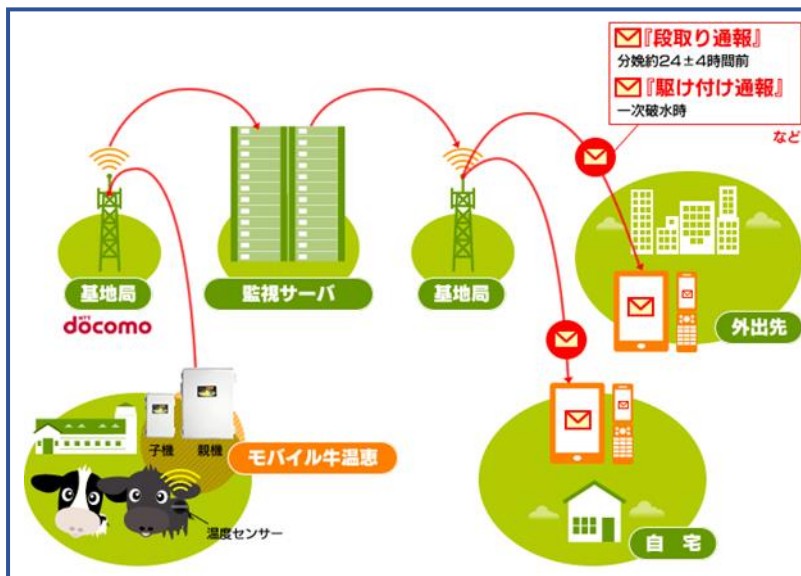 『段取り通報』
分娩約24±4時間前
『駆け付け通報』
一次破水時
など
基地局
監視サーバ
基地局
NTT
döcomo
外出先
子機
親機
モバイル牛温恵
温度センサー
自 宅